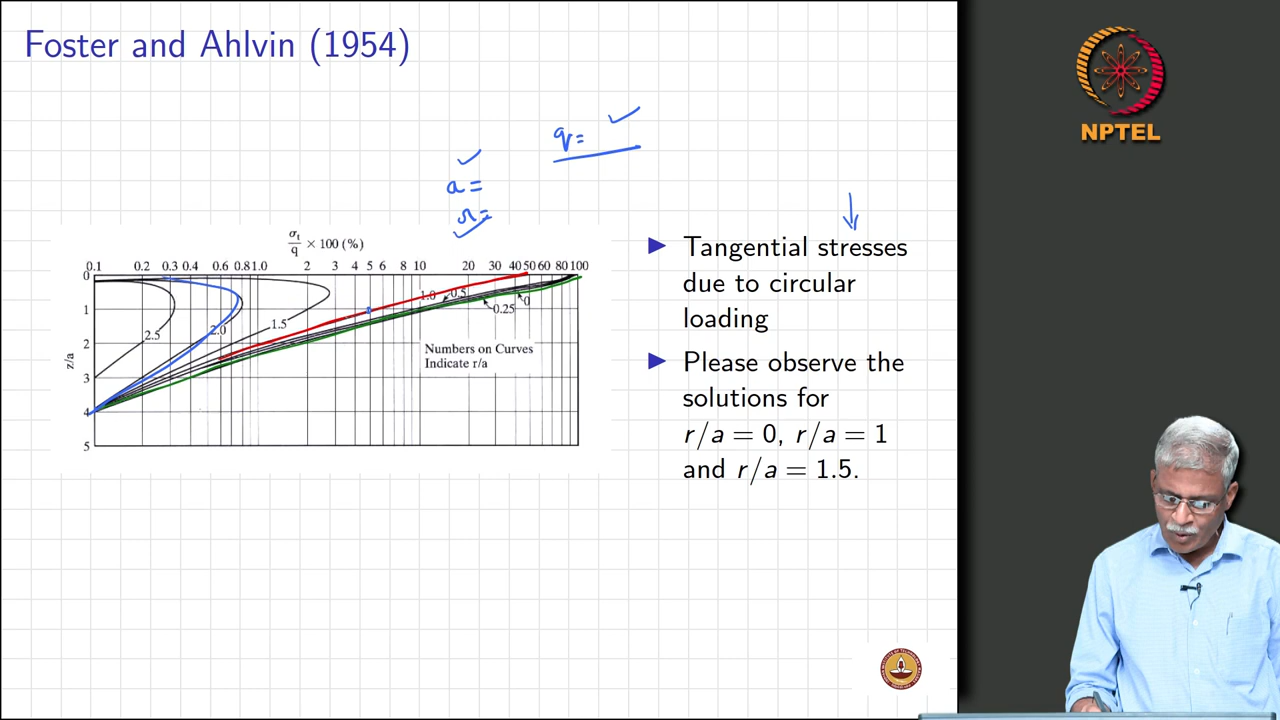 Foster and Ahlvin (1954)
NPTEL
q =
a =
r =
σt/q × 100 (%)
0.1 0.2 0.3 0.4 0.6 0.8 1.0 2 3 4 5 6 8 10 20 30 40 50 60 80 100
0
1
2
3
4
5
z/a
2.5
2.0
1.5
1.0
0.5
0.25
0
Numbers on Curves
Indicate r/a
▶ Tangential stresses
due to circular
loading
▶ Please observe the
solutions for
r/a = 0, r/a = 1
and r/a = 1.5.